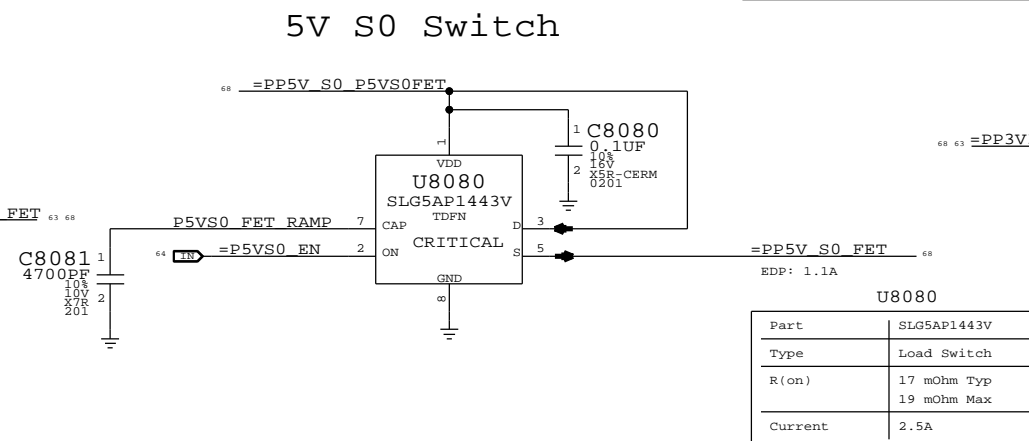 5V S0 Switch
68 =PP5V_S0_P5VS0FET
1 C8080
0.1UF
10%
16V
2 X5R-CERM
0201
68 63 =PP3V
1
VDD
U8080
SLG5AP1443V
TDFN
FET 63 68
P5VS0_FET_RAMP 7 CAP D 3
CRITICAL
64 IN =P5VS0_EN 2 ON S 5 =PP5V_S0_FET 68
EDP: 1.1A
C8081 1
4700PF
10%
10V
X7R 2
201
GND
8
U8080
Part SLG5AP1443V
Type Load Switch
R(on) 17 mOhm Typ
19 mOhm Max
Current 2.5A